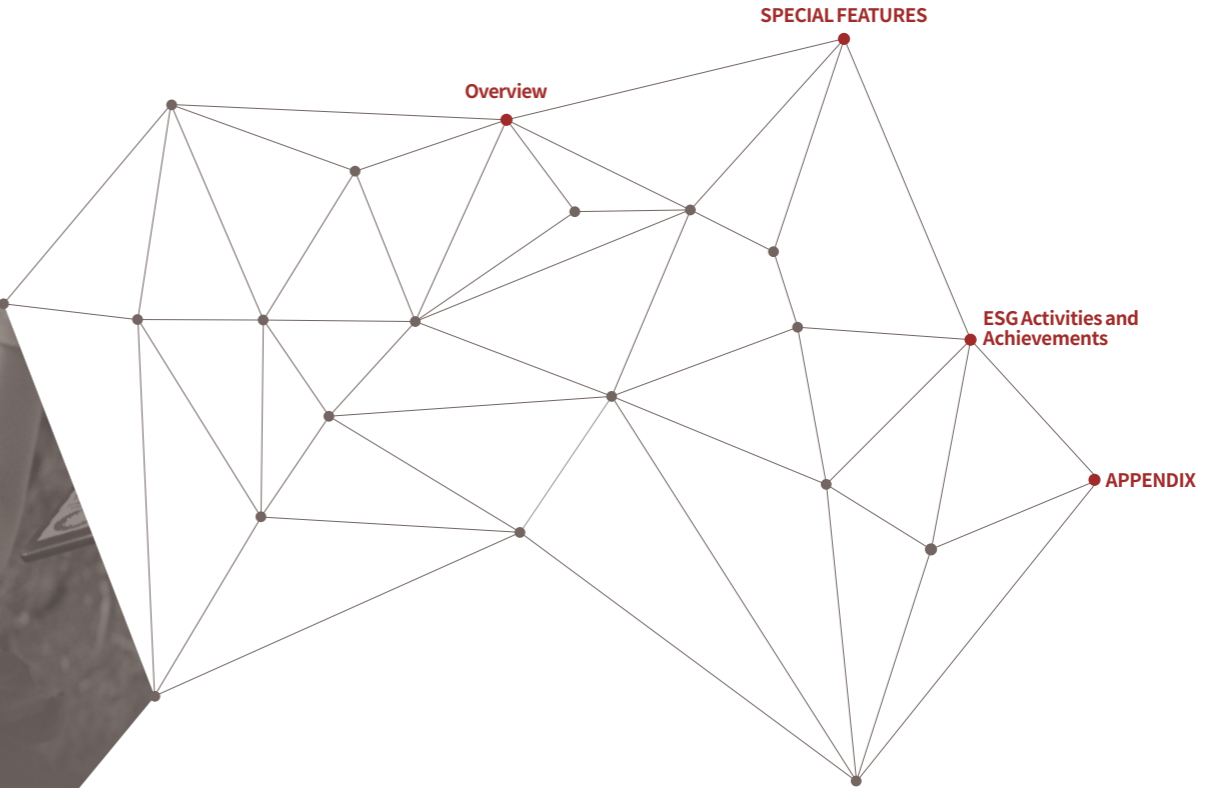 SPECIAL FEATURES
Overview
ESG Activities and
Achievements
APPENDIX